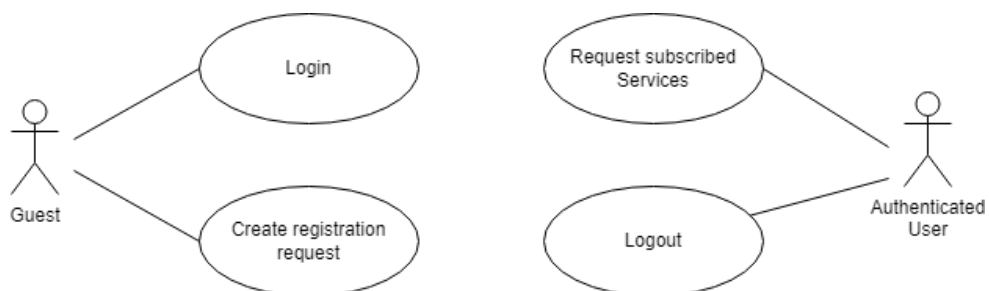 Login
Request subscribed
Services
Guest
Authenticated
User
Create registration
request
Logout